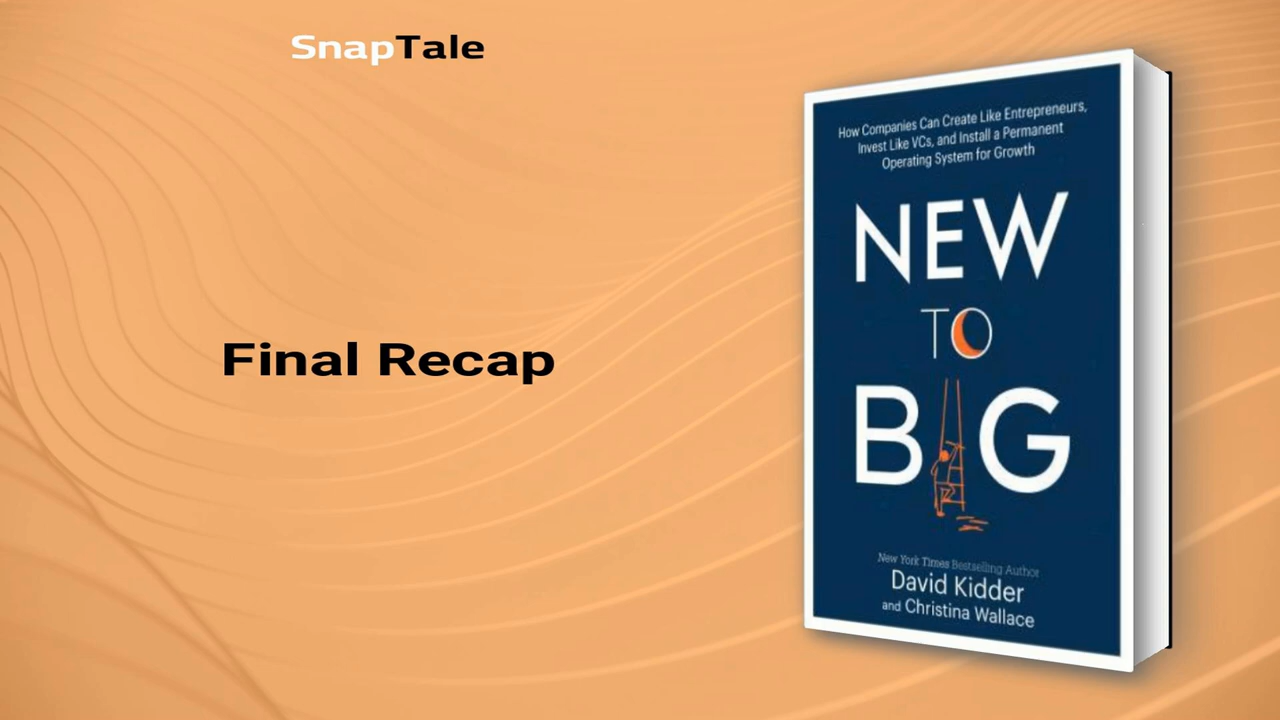 SnapTale
Final Recap
How Companies Can Create Like Entrepreneurs,
Invest Like VCs, and Install a Permanent
Operating System for Growth
NEW
TO
BIG
New York Times Bestselling Author
David Kidder
and Christina Wallace